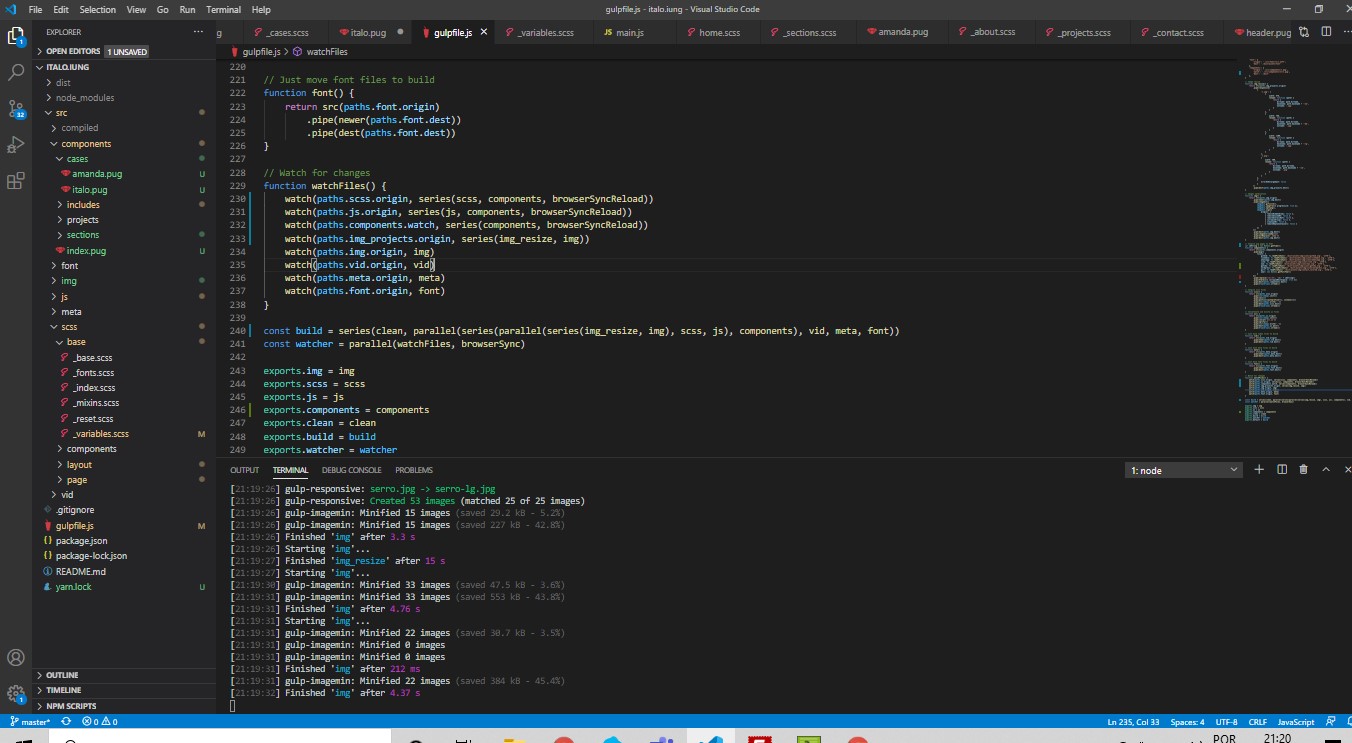 File Edit Selection View Go Run Terminal Help
gulpfile.js - italo.iung - Visual Studio Code
EXPLORER
OPEN EDITORS 1 UNSAVED
ITALO.IUNG
dist
node_modules
src
compiled
components
cases
amanda.pug U
italo.pug U
includes
projects
sections
index.pug U
font
img
js
meta
scss
base
_base.scss
_fonts.scss
_index.scss
_mixins.scss
_reset.scss
_variables.scss M
components
layout
page
vid
.gitignore
gulpfile.js M
package.json
package-lock.json
README.md
yarn.lock U
OUTLINE
TIMELINE
NPM SCRIPTS
1
32
1
g _cases.scss italo.pug gulpfile.js _variables.scss JS main.js home.scss _sections.scss amanda.pug _about.scss _projects.scss _contact.scss header.pug
gulpfile.js > watchFiles
220
221 // Just move font files to build
222 function font() {
223 return src(paths.font.origin)
224 .pipe(newer(paths.font.dest))
225 .pipe(dest(paths.font.dest))
226 }
227
228 // Watch for changes
229 function watchFiles() {
230 watch(paths.scss.origin, series(scss, components, browserSyncReload))
231 watch(paths.js.origin, series(js, components, browserSyncReload))
232 watch(paths.components.watch, series(components, browserSyncReload))
233 watch(paths.img_projects.origin, series(img_resize, img))
234 watch(paths.img.origin, img)
235 watch(paths.vid.origin, vid)
236 watch(paths.meta.origin, meta)
237 watch(paths.font.origin, font)
238 }
239
240 const build = series(clean, parallel(series(parallel(series(img_resize, img), scss, js), components), vid, meta, font))
241 const watcher = parallel(watchFiles, browserSync)
242
243 exports.img = img
244 exports.scss = scss
245 exports.js = js
246 exports.components = components
247 exports.clean = clean
248 exports.build = build
249 exports.watcher = watcher
OUTPUT TERMINAL DEBUG CONSOLE PROBLEMS 1: node
[21:19:26] gulp-responsive: serro.jpg -> serro-lg.jpg
[21:19:26] gulp-responsive: Created 53 images (matched 25 of 25 images)
[21:19:26] gulp-imagemin: Minified 15 images (saved 29.2 kB - 5.2%)
[21:19:26] gulp-imagemin: Minified 15 images (saved 227 kB - 42.8%)
[21:19:26] Finished 'img' after 3.3 s
[21:19:26] Starting 'img'...
[21:19:27] Finished 'img_resize' after 15 s
[21:19:27] Starting 'img'...
[21:19:30] gulp-imagemin: Minified 33 images (saved 47.5 kB - 3.6%)
[21:19:31] gulp-imagemin: Minified 33 images (saved 553 kB - 43.8%)
[21:19:31] Finished 'img' after 4.76 s
[21:19:31] Starting 'img'...
[21:19:31] gulp-imagemin: Minified 22 images (saved 30.7 kB - 3.5%)
[21:19:31] gulp-imagemin: Minified 0 images
[21:19:31] gulp-imagemin: Minified 0 images
[21:19:31] Finished 'img' after 212 ms
[21:19:31] gulp-imagemin: Minified 22 images (saved 384 kB - 45.4%)
[21:19:32] Finished 'img' after 4.37 s
master* 0 0 Ln 235, Col 33 Spaces: 4 UTF-8 CRLF JavaScript
POR 21:20